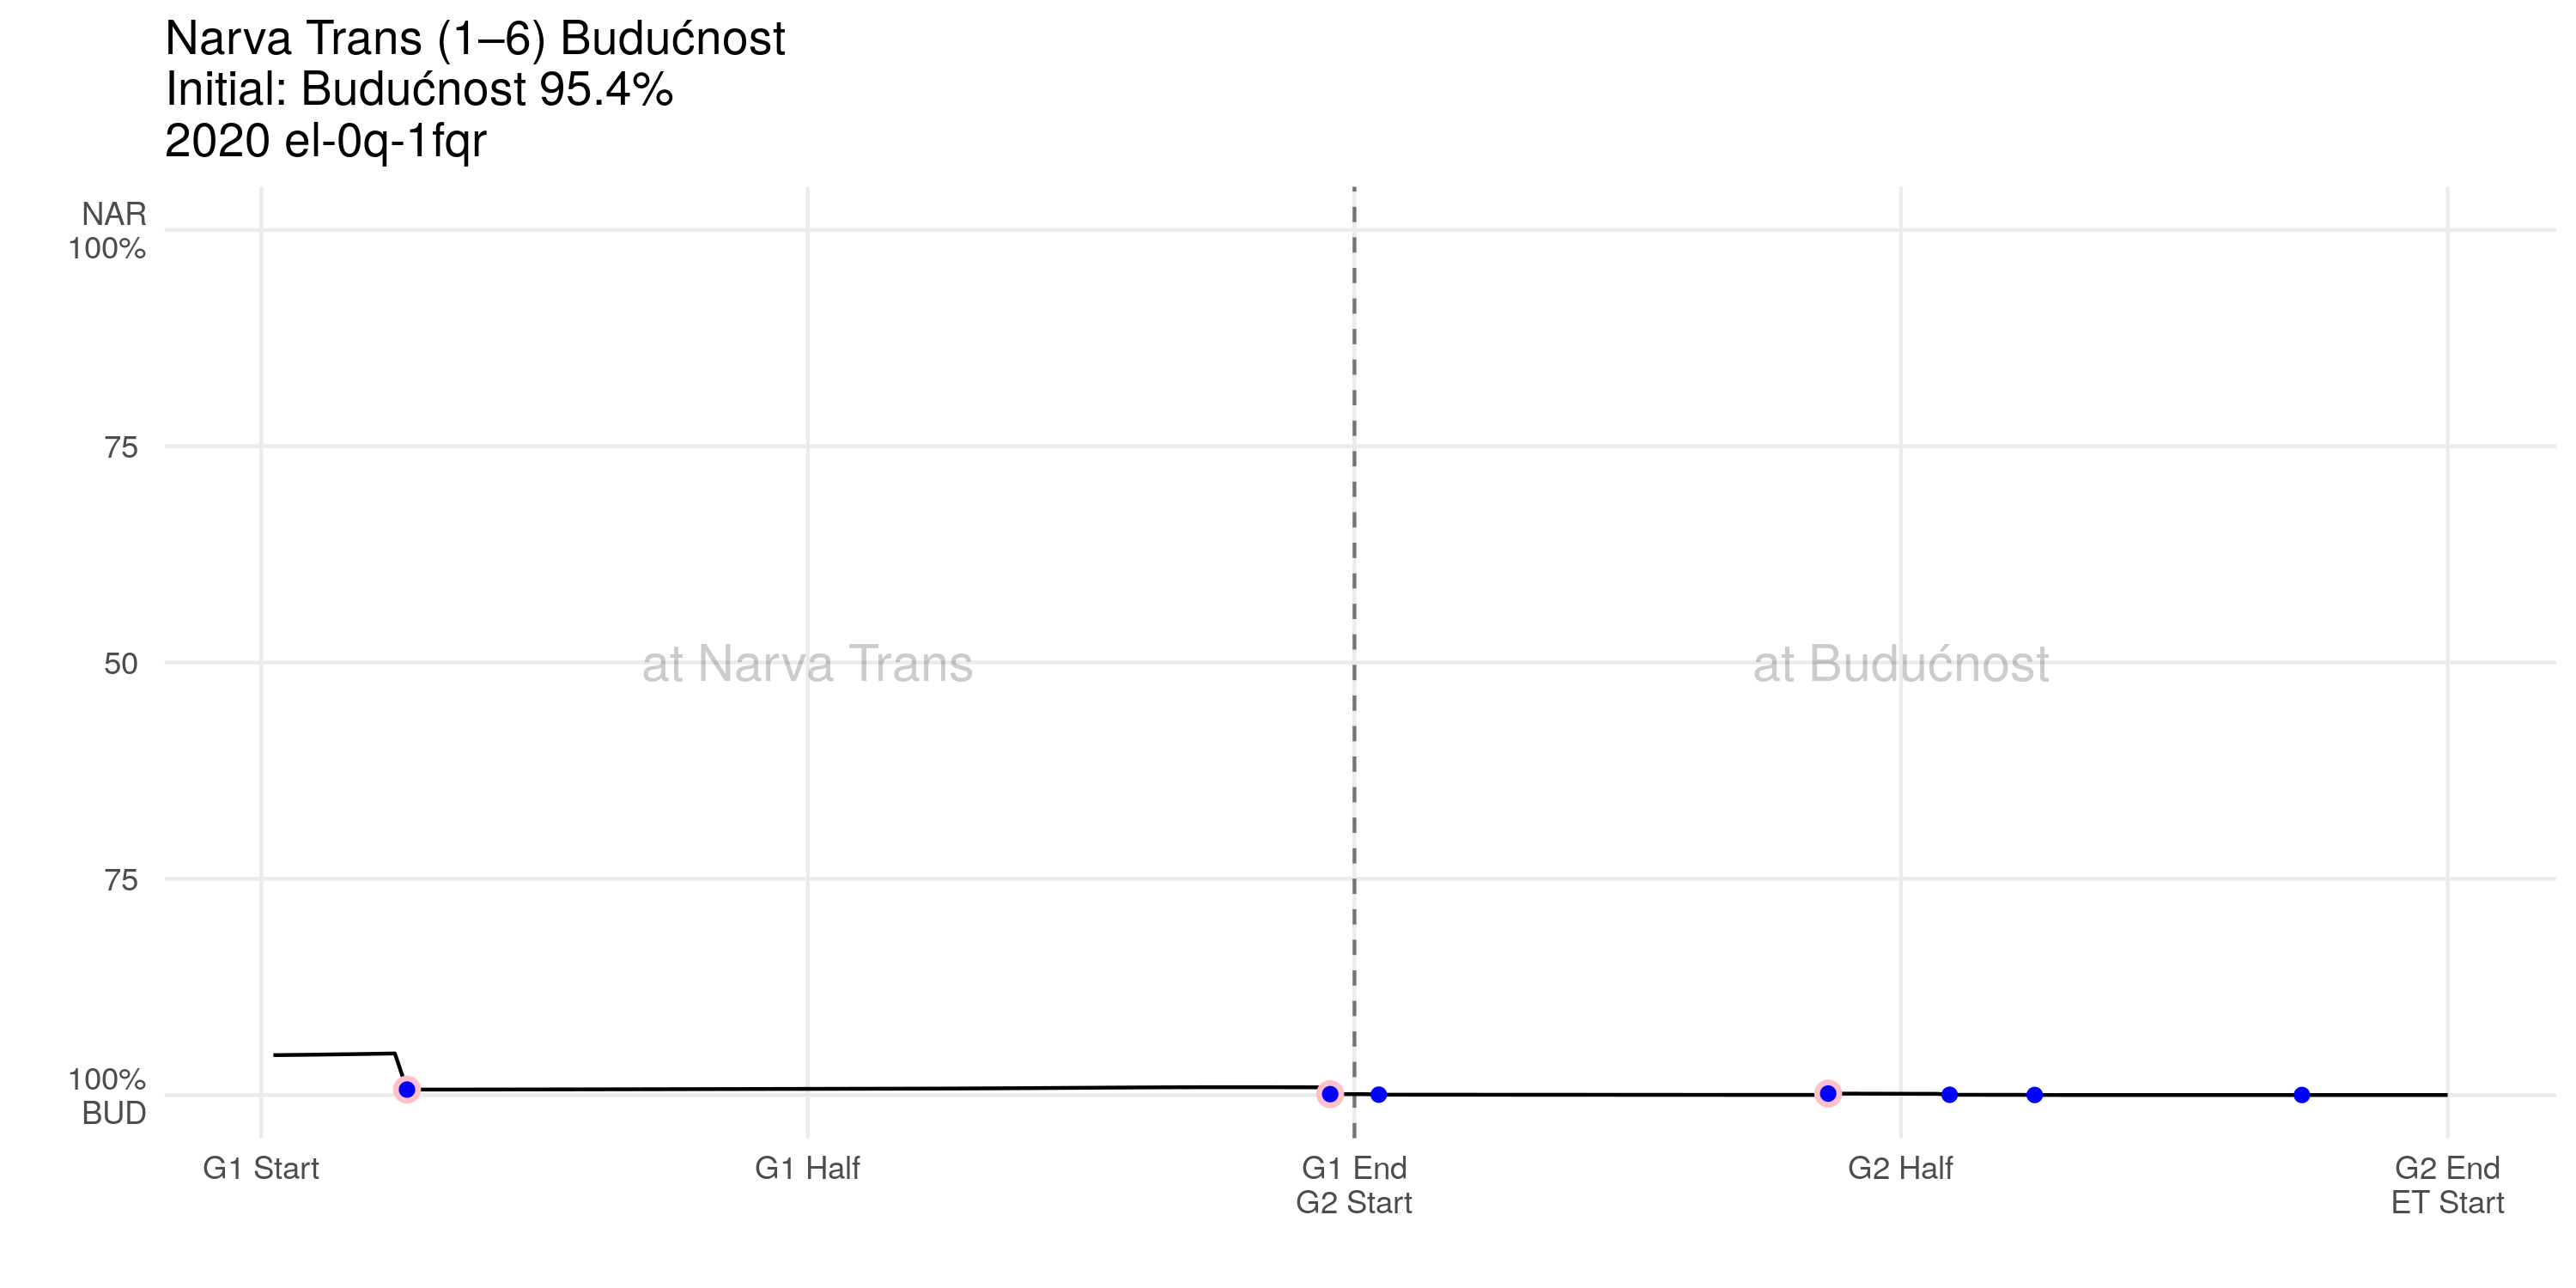 Narva Trans (1–6) Budućnost
Initial: Budućnost 95.4%
2020 el-0q-1fqr
NAR
100%
75
50
75
100%
BUD
at Narva Trans
at Budućnost
G1 Start
G1 Half
G1 End
G2 Start
G2 Half
G2 End
ET Start